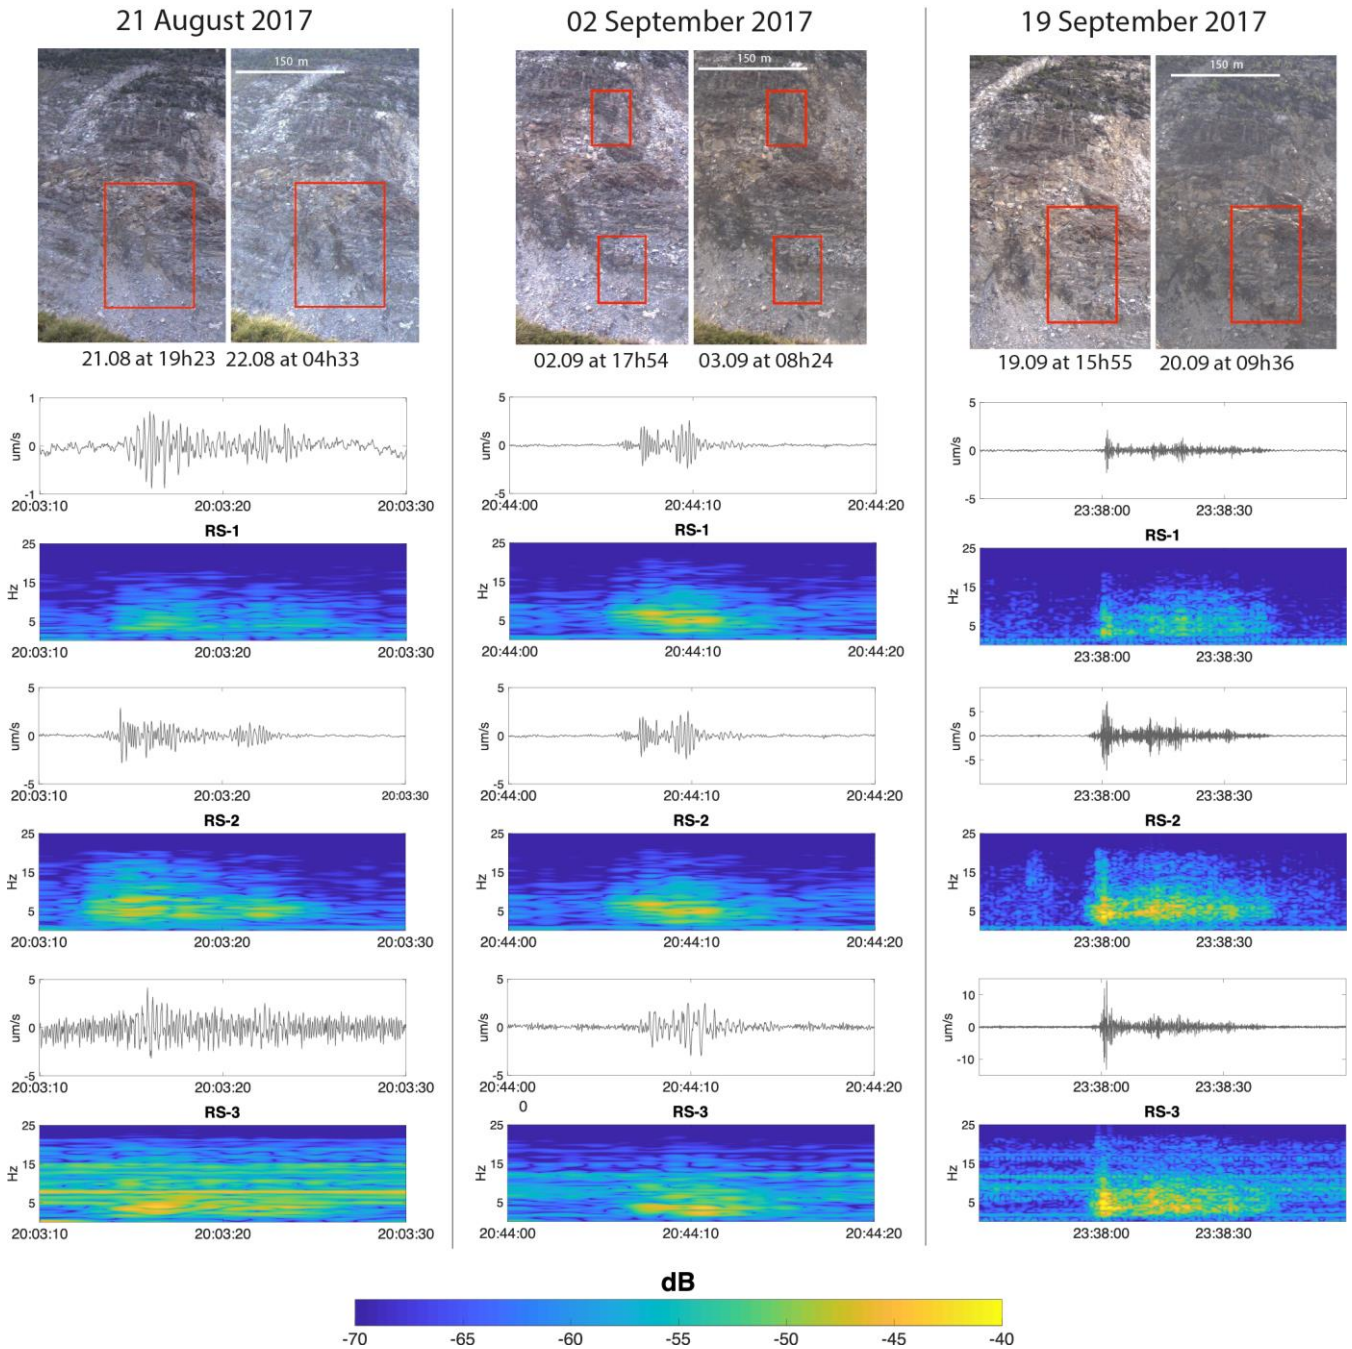 21 August 2017
02 September 2017
19 September 2017
150 m
150 m
150 m
21.08 at 19h23 22.08 at 04h33
02.09 at 17h54 03.09 at 08h24
19.09 at 15h55 20.09 at 09h36
um/s
1
0
-1
20:03:10 20:03:20 20:03:30
um/s
5
0
-5
20:44:00 20:44:10 20:44:20
um/s
5
0
-5
23:38:00 23:38:30
RS-1
Hz
25
15
5
20:03:10 20:03:20 20:03:30
RS-1
Hz
25
15
5
20:44:00 20:44:10 20:44:20
RS-1
Hz
25
15
5
23:38:00 23:38:30
um/s
5
0
-5
20:03:10 20:03:20 20:03:30
um/s
5
0
-5
20:44:00 20:44:10 20:44:20
um/s
5
0
-5
23:38:00 23:38:30
RS-2
Hz
25
15
5
20:03:10 20:03:20 20:03:30
RS-2
Hz
25
15
5
20:44:00 20:44:10 20:44:20
RS-2
Hz
25
15
5
23:38:00 23:38:30
um/s
5
0
-5
20:03:10 20:03:20 20:03:30
um/s
5
0
-5
20:44:00 20:44:10 20:44:20
0
um/s
10
0
-10
23:38:00 23:38:30
RS-3
Hz
25
15
5
20:03:10 20:03:20 20:03:30
RS-3
Hz
25
15
5
20:44:00 20:44:10 20:44:20
RS-3
Hz
25
15
5
23:38:00 23:38:30
dB
-70 -65 -60 -55 -50 -45 -40